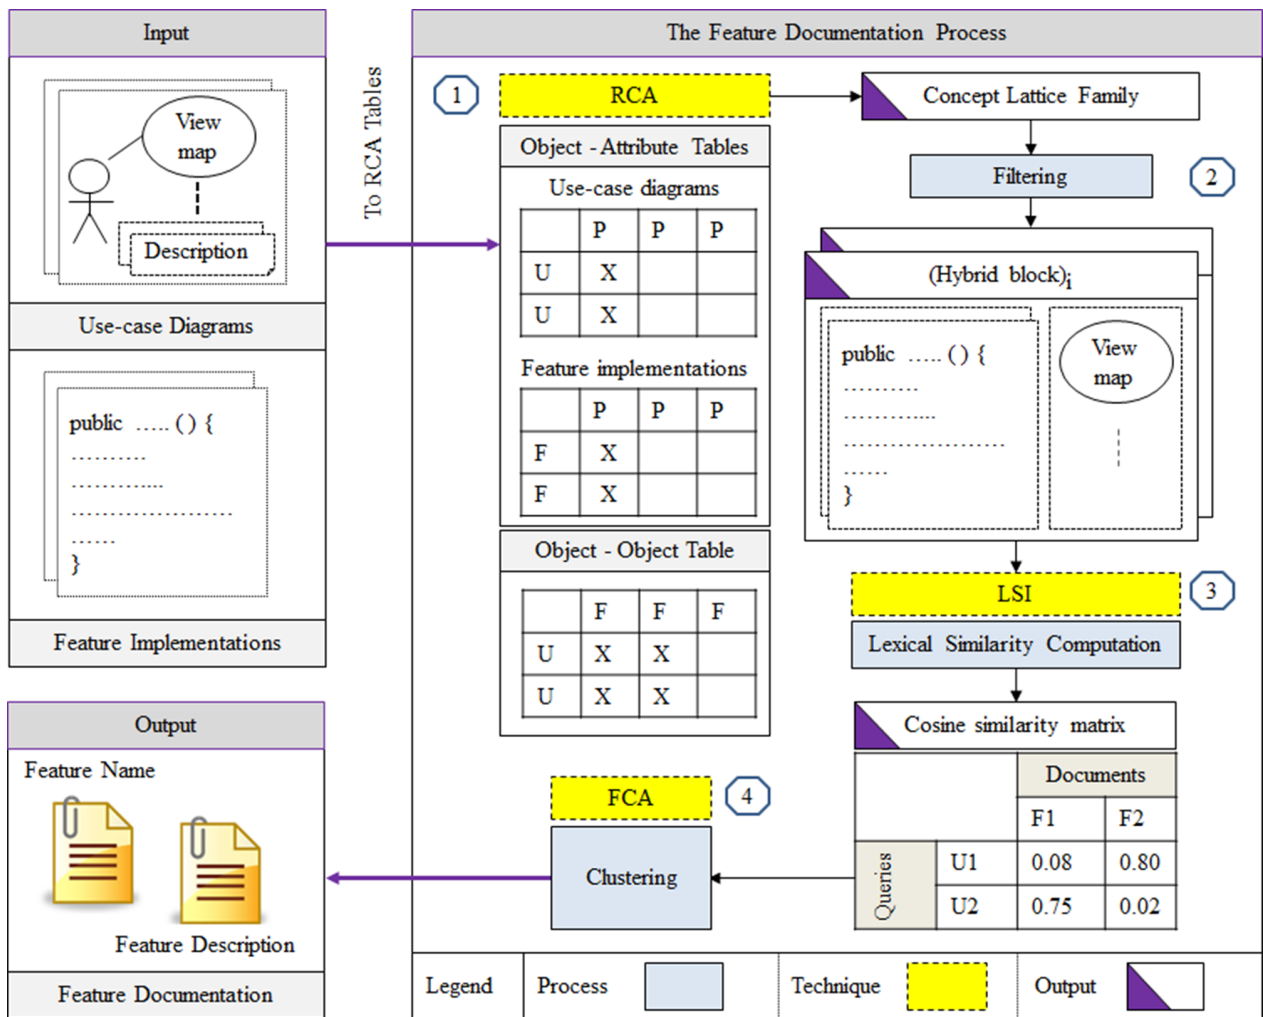 Input
View
map
Description
Use-case Diagrams
public ..... ( ) {
..........
.............
.....................
......
}
Feature Implementations
To RCA Tables
Output
Feature Name
Feature Description
Feature Documentation
The Feature Documentation Process
1
RCA
Concept Lattice Family
Object - Attribute Tables
Use-case diagrams
P P P
U X
U X
Feature implementations
P P P
F X
F X
Object - Object Table
F F F
U X X
U X X
Filtering
2
(Hybrid block)i
public ..... ( ) {
..........
.............
.....................
......
}
View
map
LSI
3
Lexical Similarity Computation
Cosine similarity matrix
Documents
F1 F2
Queries
U1 0.08 0.80
U2 0.75 0.02
FCA
4
Clustering
Legend Process Technique Output